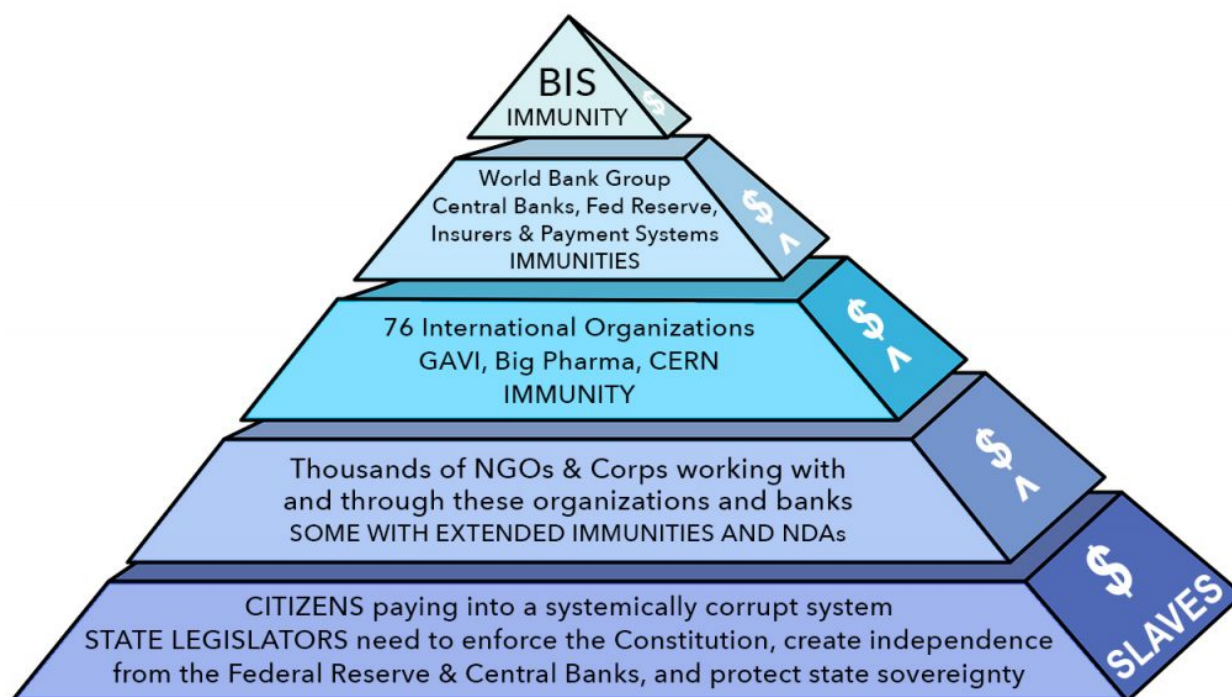 BIS
IMMUNITY
$
World Bank Group
Central Banks, Fed Reserve,
Insurers & Payment Systems
IMMUNITIES
$
^
76 International Organizations
GAVI, Big Pharma, CERN
IMMUNITY
$
^
Thousands of NGOs & Corps working with
and through these organizations and banks
SOME WITH EXTENDED IMMUNITIES AND NDAs
$
^
CITIZENS paying into a systemically corrupt system
STATE LEGISLATORS need to enforce the Constitution, create independence
from the Federal Reserve & Central Banks, and protect state sovereignty
$
SLAVES